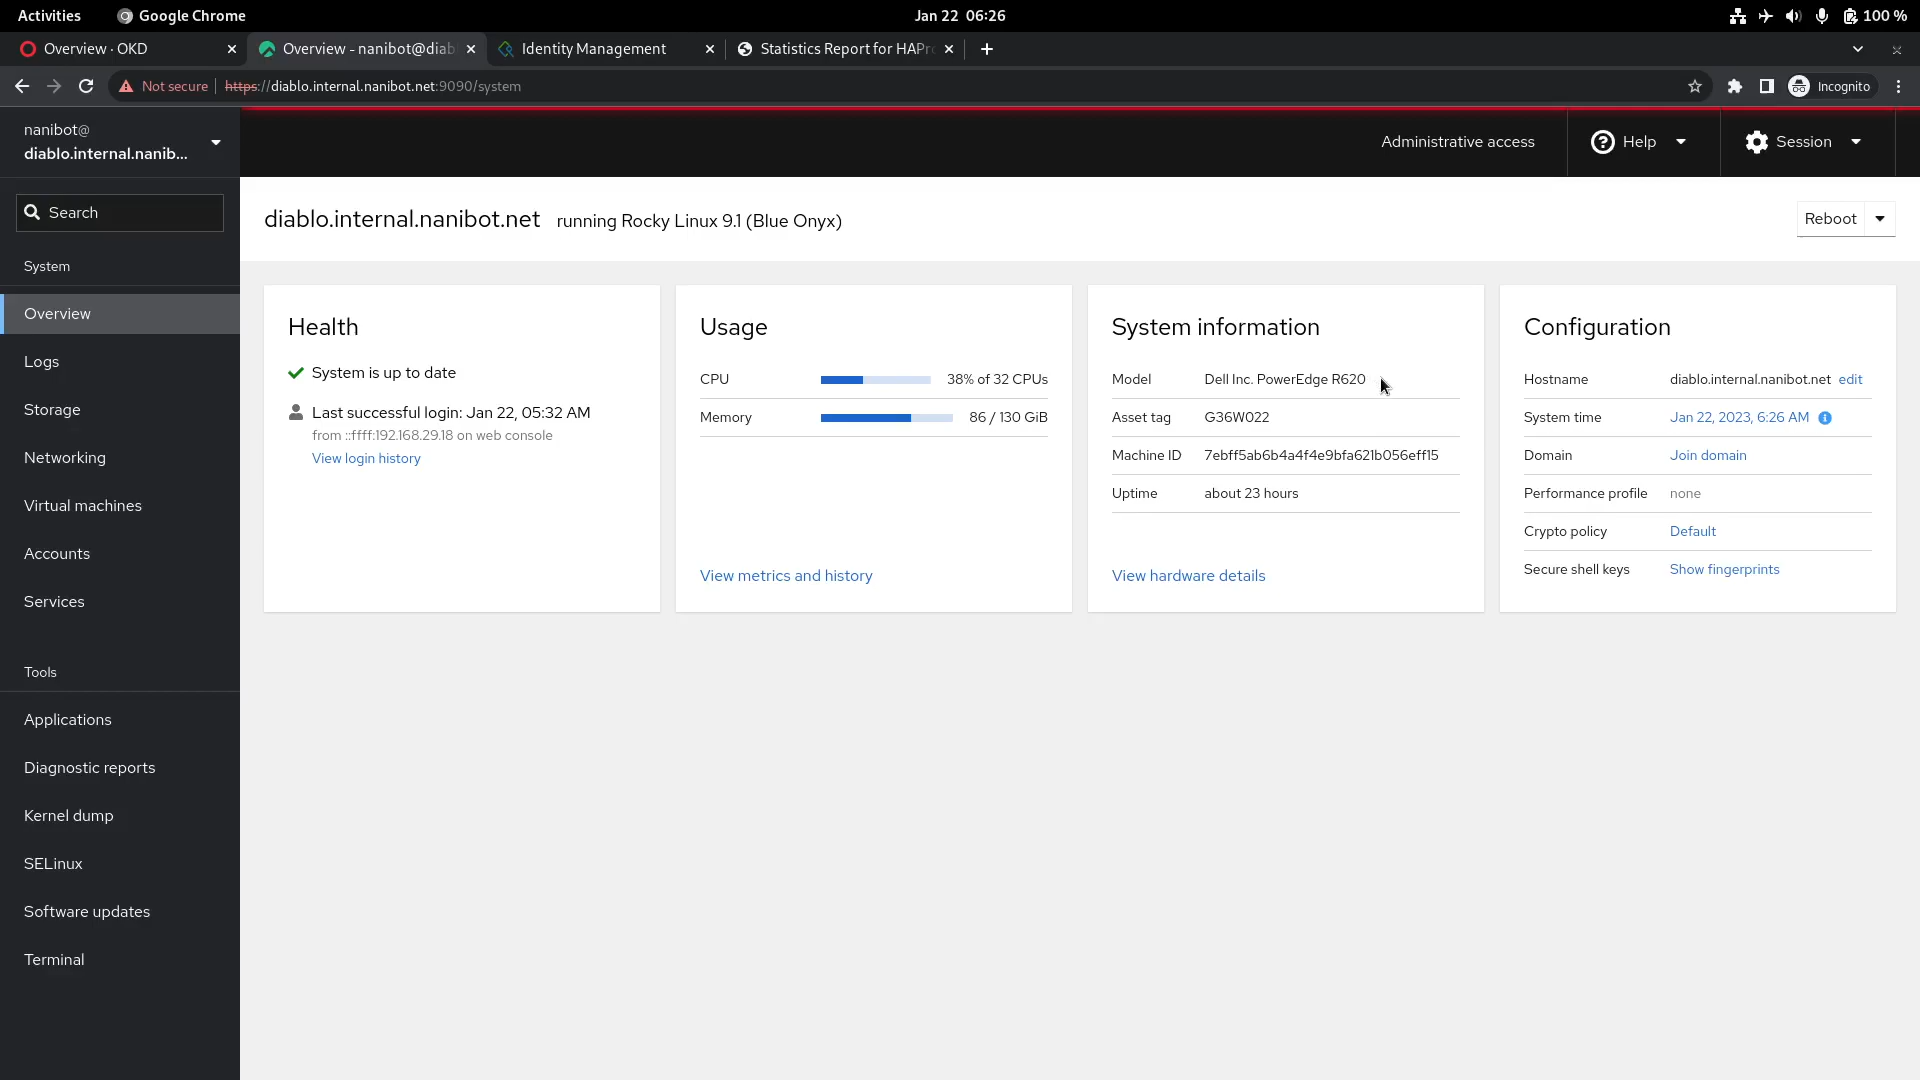 Activities
Google Chrome
Jan 22 06:26
100 %
Overview · OKD
Overview - nanibot@diab
Identity Management
Statistics Report for HAPr
Not secure
https://diablo.internal.nanibot.net:9090/system
Incognito
nanibot@
diablo.internal.nanib...
Administrative access
Help
Session
Search
diablo.internal.nanibot.net running Rocky Linux 9.1 (Blue Onyx)
Reboot
System
Overview
Logs
Storage
Networking
Virtual machines
Accounts
Services
Tools
Applications
Diagnostic reports
Kernel dump
SELinux
Software updates
Terminal
Health
System is up to date
Last successful login: Jan 22, 05:32 AM
from ::ffff:192.168.29.18 on web console
View login history
Usage
CPU 38% of 32 CPUs
Memory 86 / 130 GiB
View metrics and history
System information
Model Dell Inc. PowerEdge R620
Asset tag G36W022
Machine ID 7ebff5ab6b4a4f4e9bfa621b056eff15
Uptime about 23 hours
View hardware details
Configuration
Hostname diablo.internal.nanibot.net edit
System time Jan 22, 2023, 6:26 AM
Domain Join domain
Performance profile none
Crypto policy Default
Secure shell keys Show fingerprints